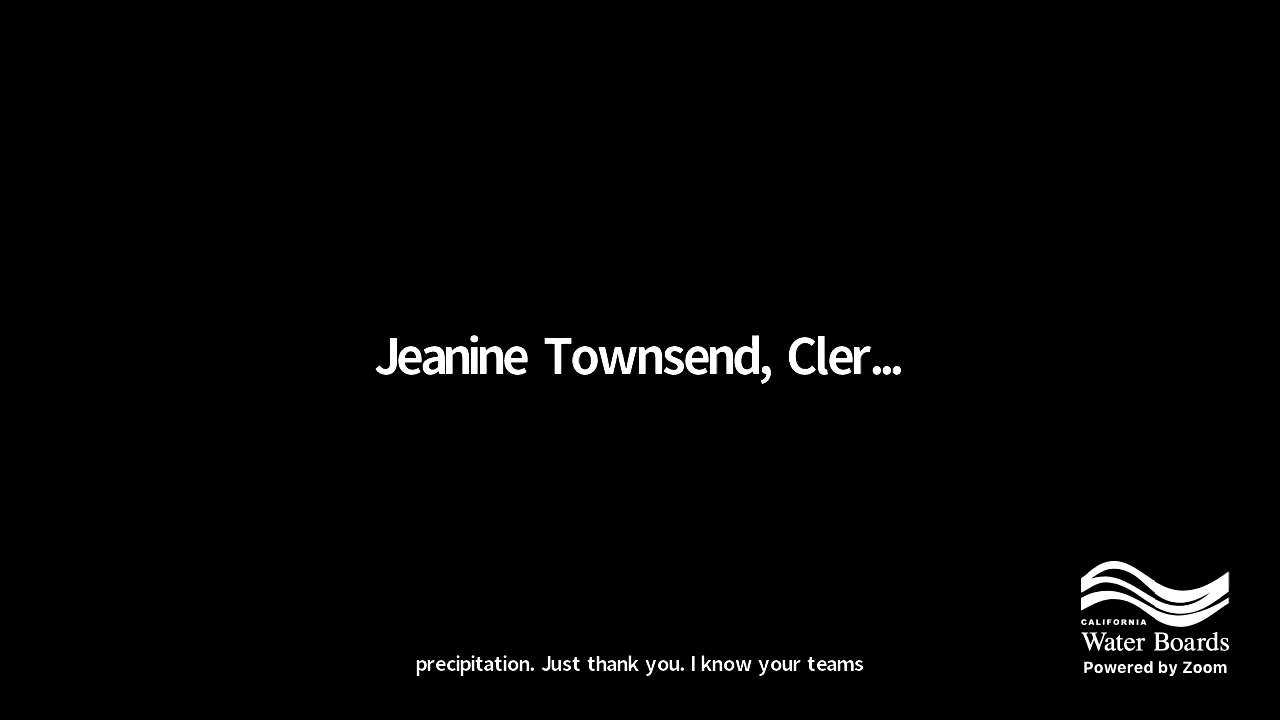 Jeanine Townsend, Cler...
CALIFORNIA
Water Boards
precipitation. Just thank you. I know your teams
Powered by Zoom